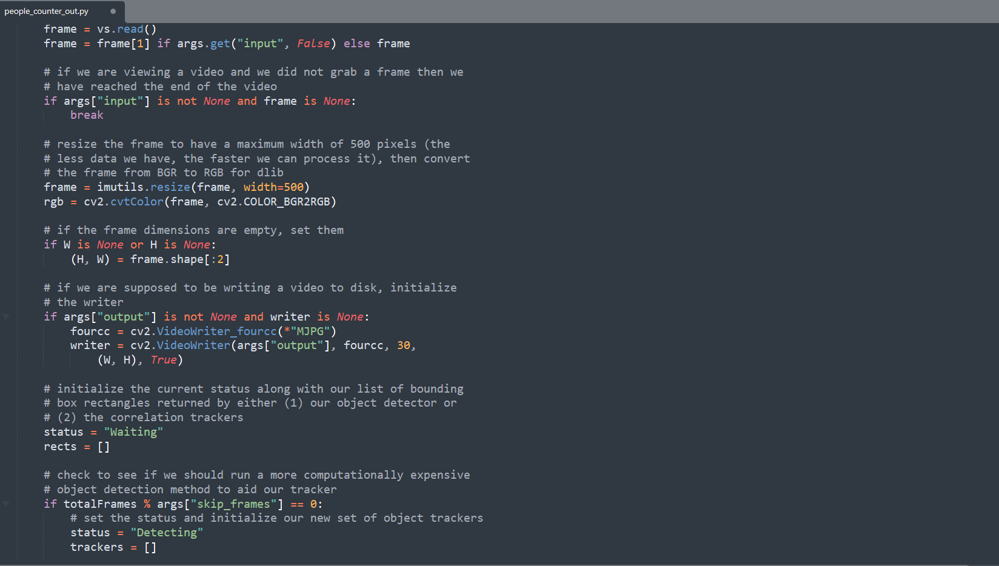 people_counter_out.py
frame = vs.read()
frame = frame[1] if args.get("input", False) else frame
# if we are viewing a video and we did not grab a frame then we
# have reached the end of the video
if args["input"] is not None and frame is None:
break
# resize the frame to have a maximum width of 500 pixels (the
# less data we have, the faster we can process it), then convert
# the frame from BGR to RGB for dlib
frame = imutils.resize(frame, width=500)
rgb = cv2.cvtColor(frame, cv2.COLOR_BGR2RGB)
# if the frame dimensions are empty, set them
if W is None or H is None:
(H, W) = frame.shape[:2]
# if we are supposed to be writing a video to disk, initialize
# the writer
if args["output"] is not None and writer is None:
fourcc = cv2.VideoWriter_fourcc(*"MJPG")
writer = cv2.VideoWriter(args["output"], fourcc, 30,
(W, H), True)
# initialize the current status along with our list of bounding
# box rectangles returned by either (1) our object detector or
# (2) the correlation trackers
status = "Waiting"
rects = []
# check to see if we should run a more computationally expensive
# object detection method to aid our tracker
if totalFrames % args["skip_frames"] == 0:
# set the status and initialize our new set of object trackers
status = "Detecting"
trackers = []